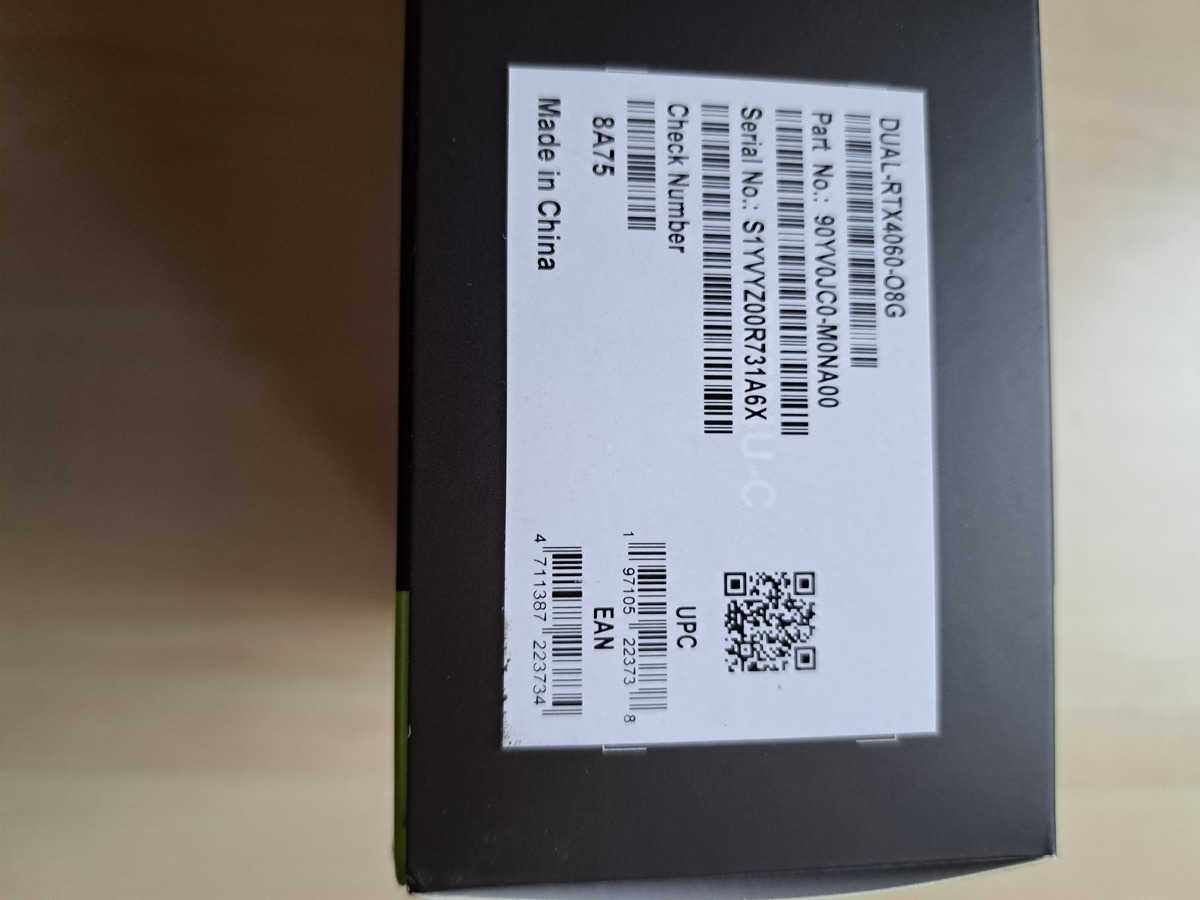 DUAL-RTX4060-O8G
Part No.: 90YV0JC0-M0NA00
Serial No.: S1YVYZ00R731A6X
U-C
Check Number
8A75
Made in China
UPC
1 97105 22373 8
EAN
4 711387 223734